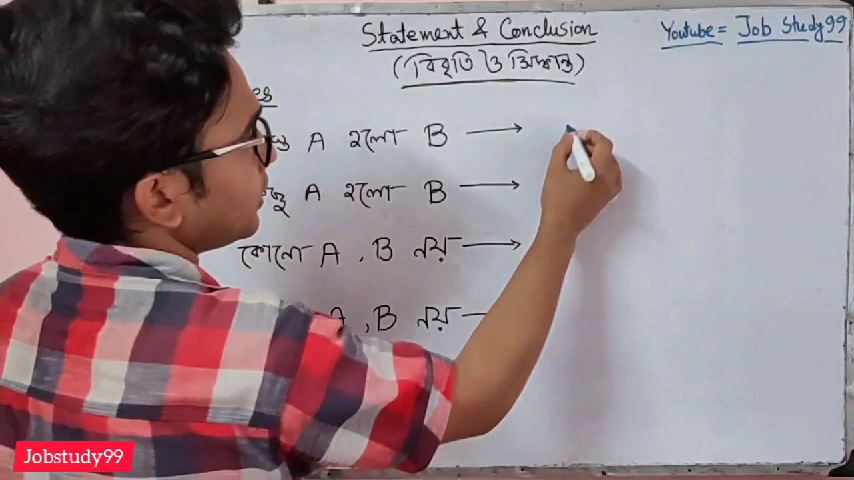 Statement & Conclusion
Youtube = Job Study99
(বিবৃতি ও সিদ্ধান্ত)
A হলো B →
A হলো B →
কোনো A , B নয় →
A , B নয় →
Jobstudy99